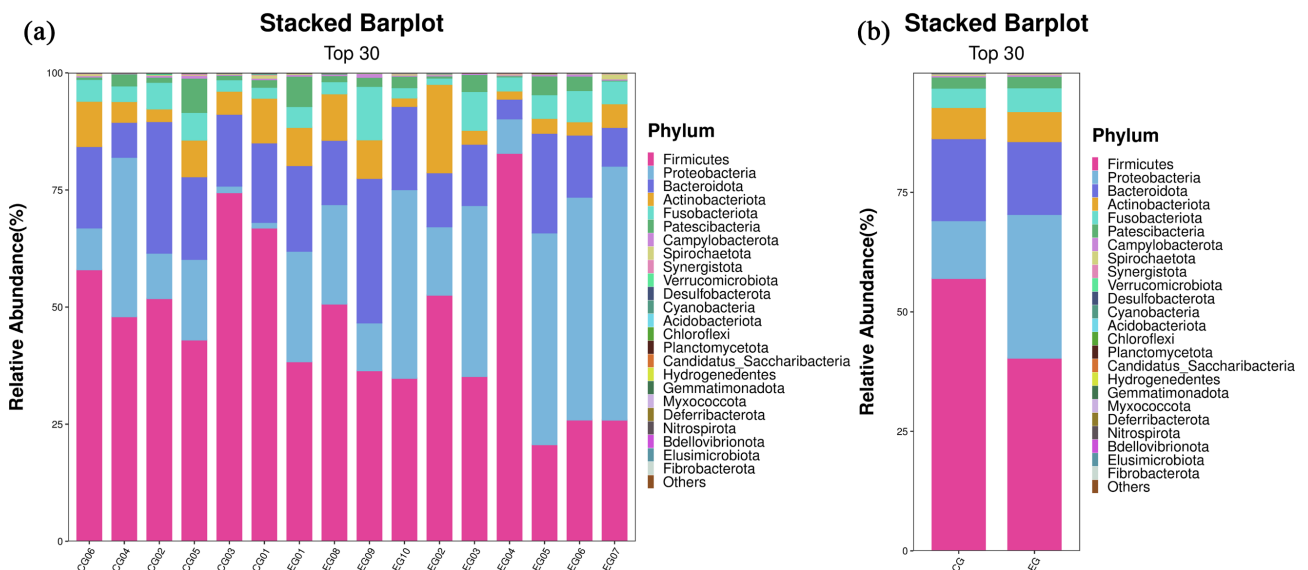 (a)
Stacked Barplot
Top 30
Relative Abundance(%)
100
75
50
25
0
CG06
CG04
CG02
CG05
CG03
CG01
EG01
EG08
EG09
EG10
EG02
EG03
EG04
EG05
EG06
EG07
Phylum
Firmicutes
Proteobacteria
Bacteroidota
Actinobacteriota
Fusobacteriota
Patescibacteria
Campylobacterota
Spirochaetota
Synergistota
Verrucomicrobiota
Desulfobacterota
Cyanobacteria
Acidobacteriota
Chloroflexi
Planctomycetota
Candidatus_Saccharibacteria
Hydrogenedentes
Gemmatimonadota
Myxococcota
Deferribacterota
Nitrospirota
Bdellovibrionota
Elusimicrobiota
Fibrobacterota
Others
(b)
Stacked Barplot
Top 30
Relative Abundance(%)
75
50
25
0
CG
EG
Phylum
Firmicutes
Proteobacteria
Bacteroidota
Actinobacteriota
Fusobacteriota
Patescibacteria
Campylobacterota
Spirochaetota
Synergistota
Verrucomicrobiota
Desulfobacterota
Cyanobacteria
Acidobacteriota
Chloroflexi
Planctomycetota
Candidatus_Saccharibacteria
Hydrogenedentes
Gemmatimonadota
Myxococcota
Deferribacterota
Nitrospirota
Bdellovibrionota
Elusimicrobiota
Fibrobacterota
Others